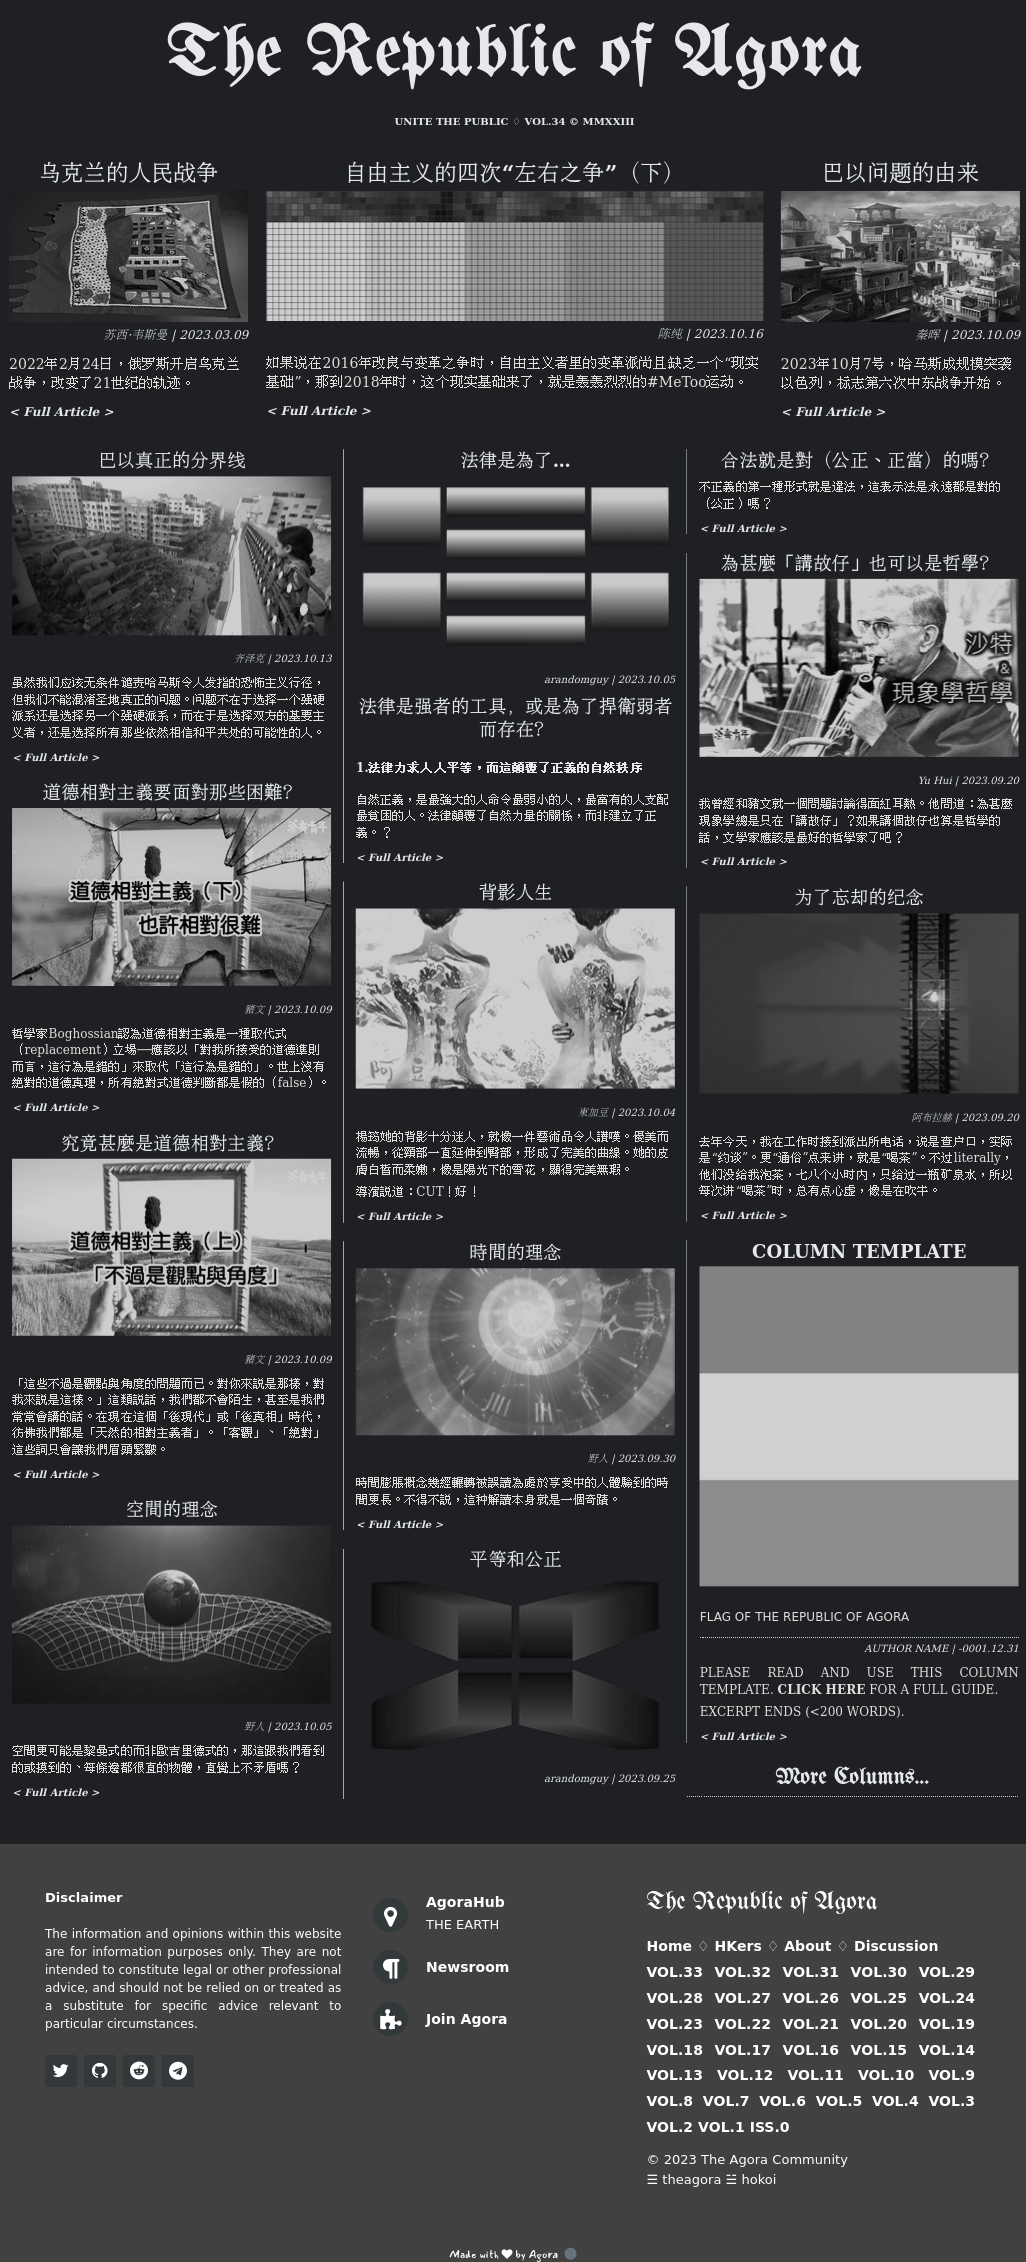 The Republic of Agora
UNITE THE PUBLIC ♢ VOL.34 © MMXXIII
乌克兰的人民战争
苏西·韦斯曼 | 2023.03.09
2022年2月24日，俄罗斯开启乌克兰
战争，改变了21世纪的轨迹。
< Full Article >
自由主义的四次“左右之争”（下）
陈纯 | 2023.10.16
如果说在2016年改良与变革之争时，自由主义者里的变革派尚且缺乏一个“现实
基础”，那到2018年时，这个现实基础来了，就是轰轰烈烈的#MeToo运动。
< Full Article >
巴以问题的由来
秦晖 | 2023.10.09
2023年10月7号，哈马斯成规模突袭
以色列，标志第六次中东战争开始。
< Full Article >
巴以真正的分界线
齐泽克 | 2023.10.13
虽然我们应该无条件谴责哈马斯令人发指的恐怖主义行径，
但我们不能混淆圣地真正的问题。问题不在于选择一个强硬
派系还是选择另一个强硬派系，而在于是选择双方的基要主
义者，还是选择所有那些依然相信和平共处的可能性的人。
< Full Article >
道德相對主義要面對那些困難？
道德相對主義（下）
也許相對很難
豬文 | 2023.10.09
哲學家Boghossian認為道德相對主義是一種取代式
（replacement）立場──應該以「對我所接受的道德準則
而言，這行為是錯的」來取代「這行為是錯的」。世上沒有
絕對的道德真理，所有絕對式道德判斷都是假的（false）。
< Full Article >
究竟甚麼是道德相對主義？
道德相對主義（上）
「不過是觀點與角度」
豬文 | 2023.10.09
「這些不過是觀點與角度的問題而已。對你來説是那樣，對
我來説是這樣。」這類説話，我們都不會陌生，甚至是我們
常常會講的話。在現在這個「後現代」或「後真相」時代，
彷彿我們都是「天然的相對主義者」。「客觀」、「絶對」
這些詞只會讓我們眉頭緊皺。
< Full Article >
空間的理念
野人 | 2023.10.05
空間更可能是黎曼式的而非歐吉里德式的，那這跟我們看到
的或摸到的、每條邊都很直的物體，直覺上不矛盾嗎？
< Full Article >
法律是為了…
arandomguy | 2023.10.05
法律是强者的工具，或是為了捍衛弱者
而存在？
1.法律力求人人平等，而這顛覆了正義的自然秩序
自然正義，是最強大的人命令最弱小的人，最富有的人支配
最貧困的人。法律顛覆了自然力量的關係，而非建立了正
義。？
< Full Article >
背影人生
東加豆 | 2023.10.04
楊筠她的背影十分迷人，就像一件藝術品令人讚嘆。優美而
流暢，從頸部一直延伸到臀部，形成了完美的曲線。她的皮
膚白皙而柔嫩，像是陽光下的雪花，顯得完美無瑕。
導演説道：CUT！好！
< Full Article >
時間的理念
野人 | 2023.09.30
時間膨脹概念幾經輾轉被誤讀為處於享受中的人體驗到的時
間更長。不得不説，這种解讀本身就是一個奇蹟。
< Full Article >
平等和公正
arandomguy | 2023.09.25
合法就是對（公正、正當）的嗎？
不正義的第一種形式就是違法，這表示法是永遠都是對的
（公正）嗎？
< Full Article >
為甚麼「講故仔」也可以是哲學？
沙特
&
現象學哲學
Yu Hui | 2023.09.20
我曾經和豬文就一個問題討論得面紅耳熱。他問道：為甚麼
現象學總是只在「講故仔」？如果講個故仔也算是哲學的
話，文學家應該是最好的哲學家了吧？
< Full Article >
为了忘却的纪念
阿布拉赫 | 2023.09.20
去年今天，我在工作时接到派出所电话，说是查户口，实际
是“约谈”。更“通俗”点来讲，就是“喝茶”。不过literally，
他们没给我泡茶，七八个小时内，只给过一瓶矿泉水，所以
每次讲“喝茶”时，总有点心虚，像是在吹牛。
< Full Article >
COLUMN TEMPLATE
FLAG OF THE REPUBLIC OF AGORA
AUTHOR NAME | -0001.12.31
PLEASE READ AND USE THIS COLUMN
TEMPLATE. CLICK HERE FOR A FULL GUIDE.
EXCERPT ENDS (<200 WORDS).
< Full Article >
More Columns...
Disclaimer
The information and opinions within this website
are for information purposes only. They are not
intended to constitute legal or other professional
advice, and should not be relied on or treated as
a substitute for specific advice relevant to
particular circumstances.
AgoraHub
THE EARTH
Newsroom
Join Agora
The Republic of Agora
Home ♢ HKers ♢ About ♢ Discussion
VOL.33 VOL.32 VOL.31 VOL.30 VOL.29
VOL.28 VOL.27 VOL.26 VOL.25 VOL.24
VOL.23 VOL.22 VOL.21 VOL.20 VOL.19
VOL.18 VOL.17 VOL.16 VOL.15 VOL.14
VOL.13 VOL.12 VOL.11 VOL.10 VOL.9
VOL.8 VOL.7 VOL.6 VOL.5 VOL.4 VOL.3
VOL.2 VOL.1 ISS.0
© 2023 The Agora Community
☰ theagora ☱ hokoi
Made with ♥ by Agora